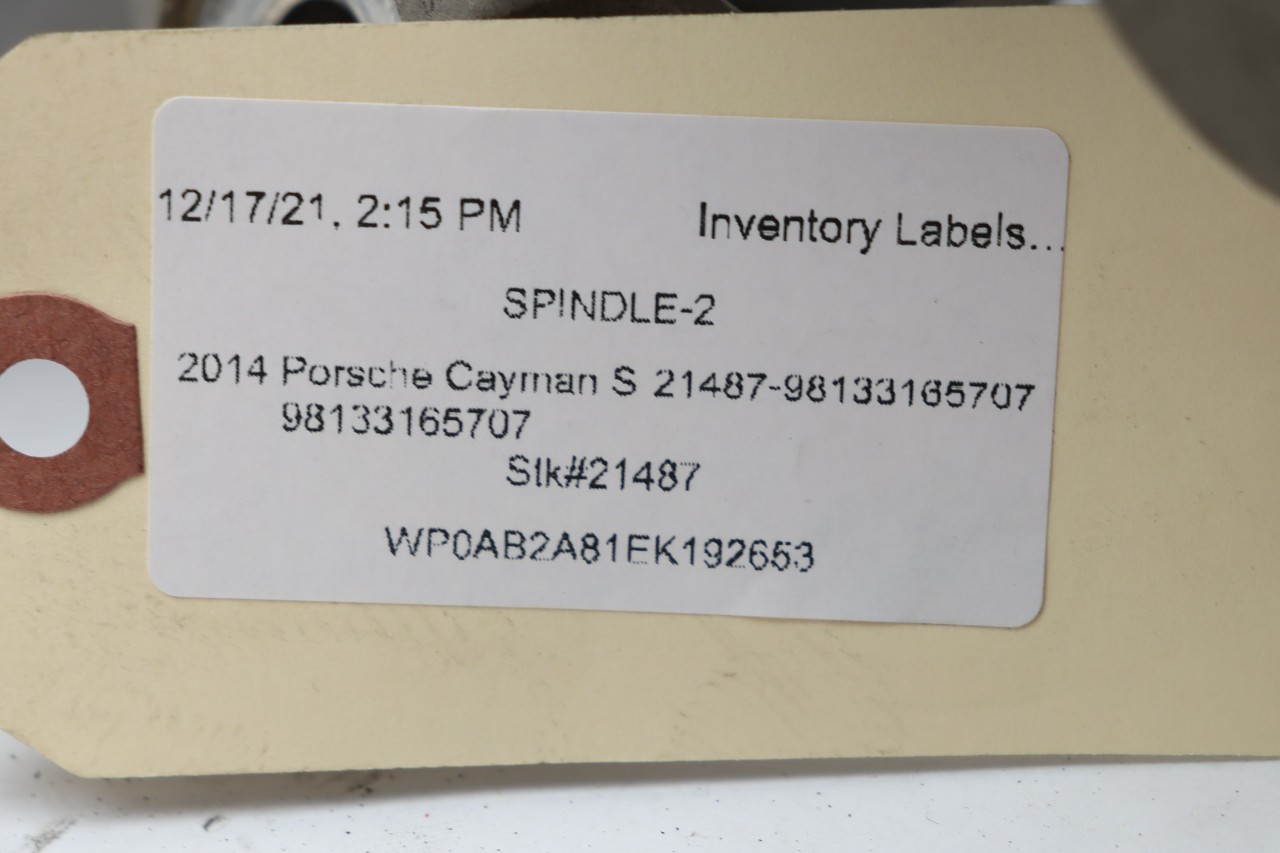 12/17/21, 2:15 PM Inventory Labels...
SPINDLE-2
2014 Porsche Cayman S 21487-98133165707
98133165707
Stk#21487
WP0AB2A81EK192653